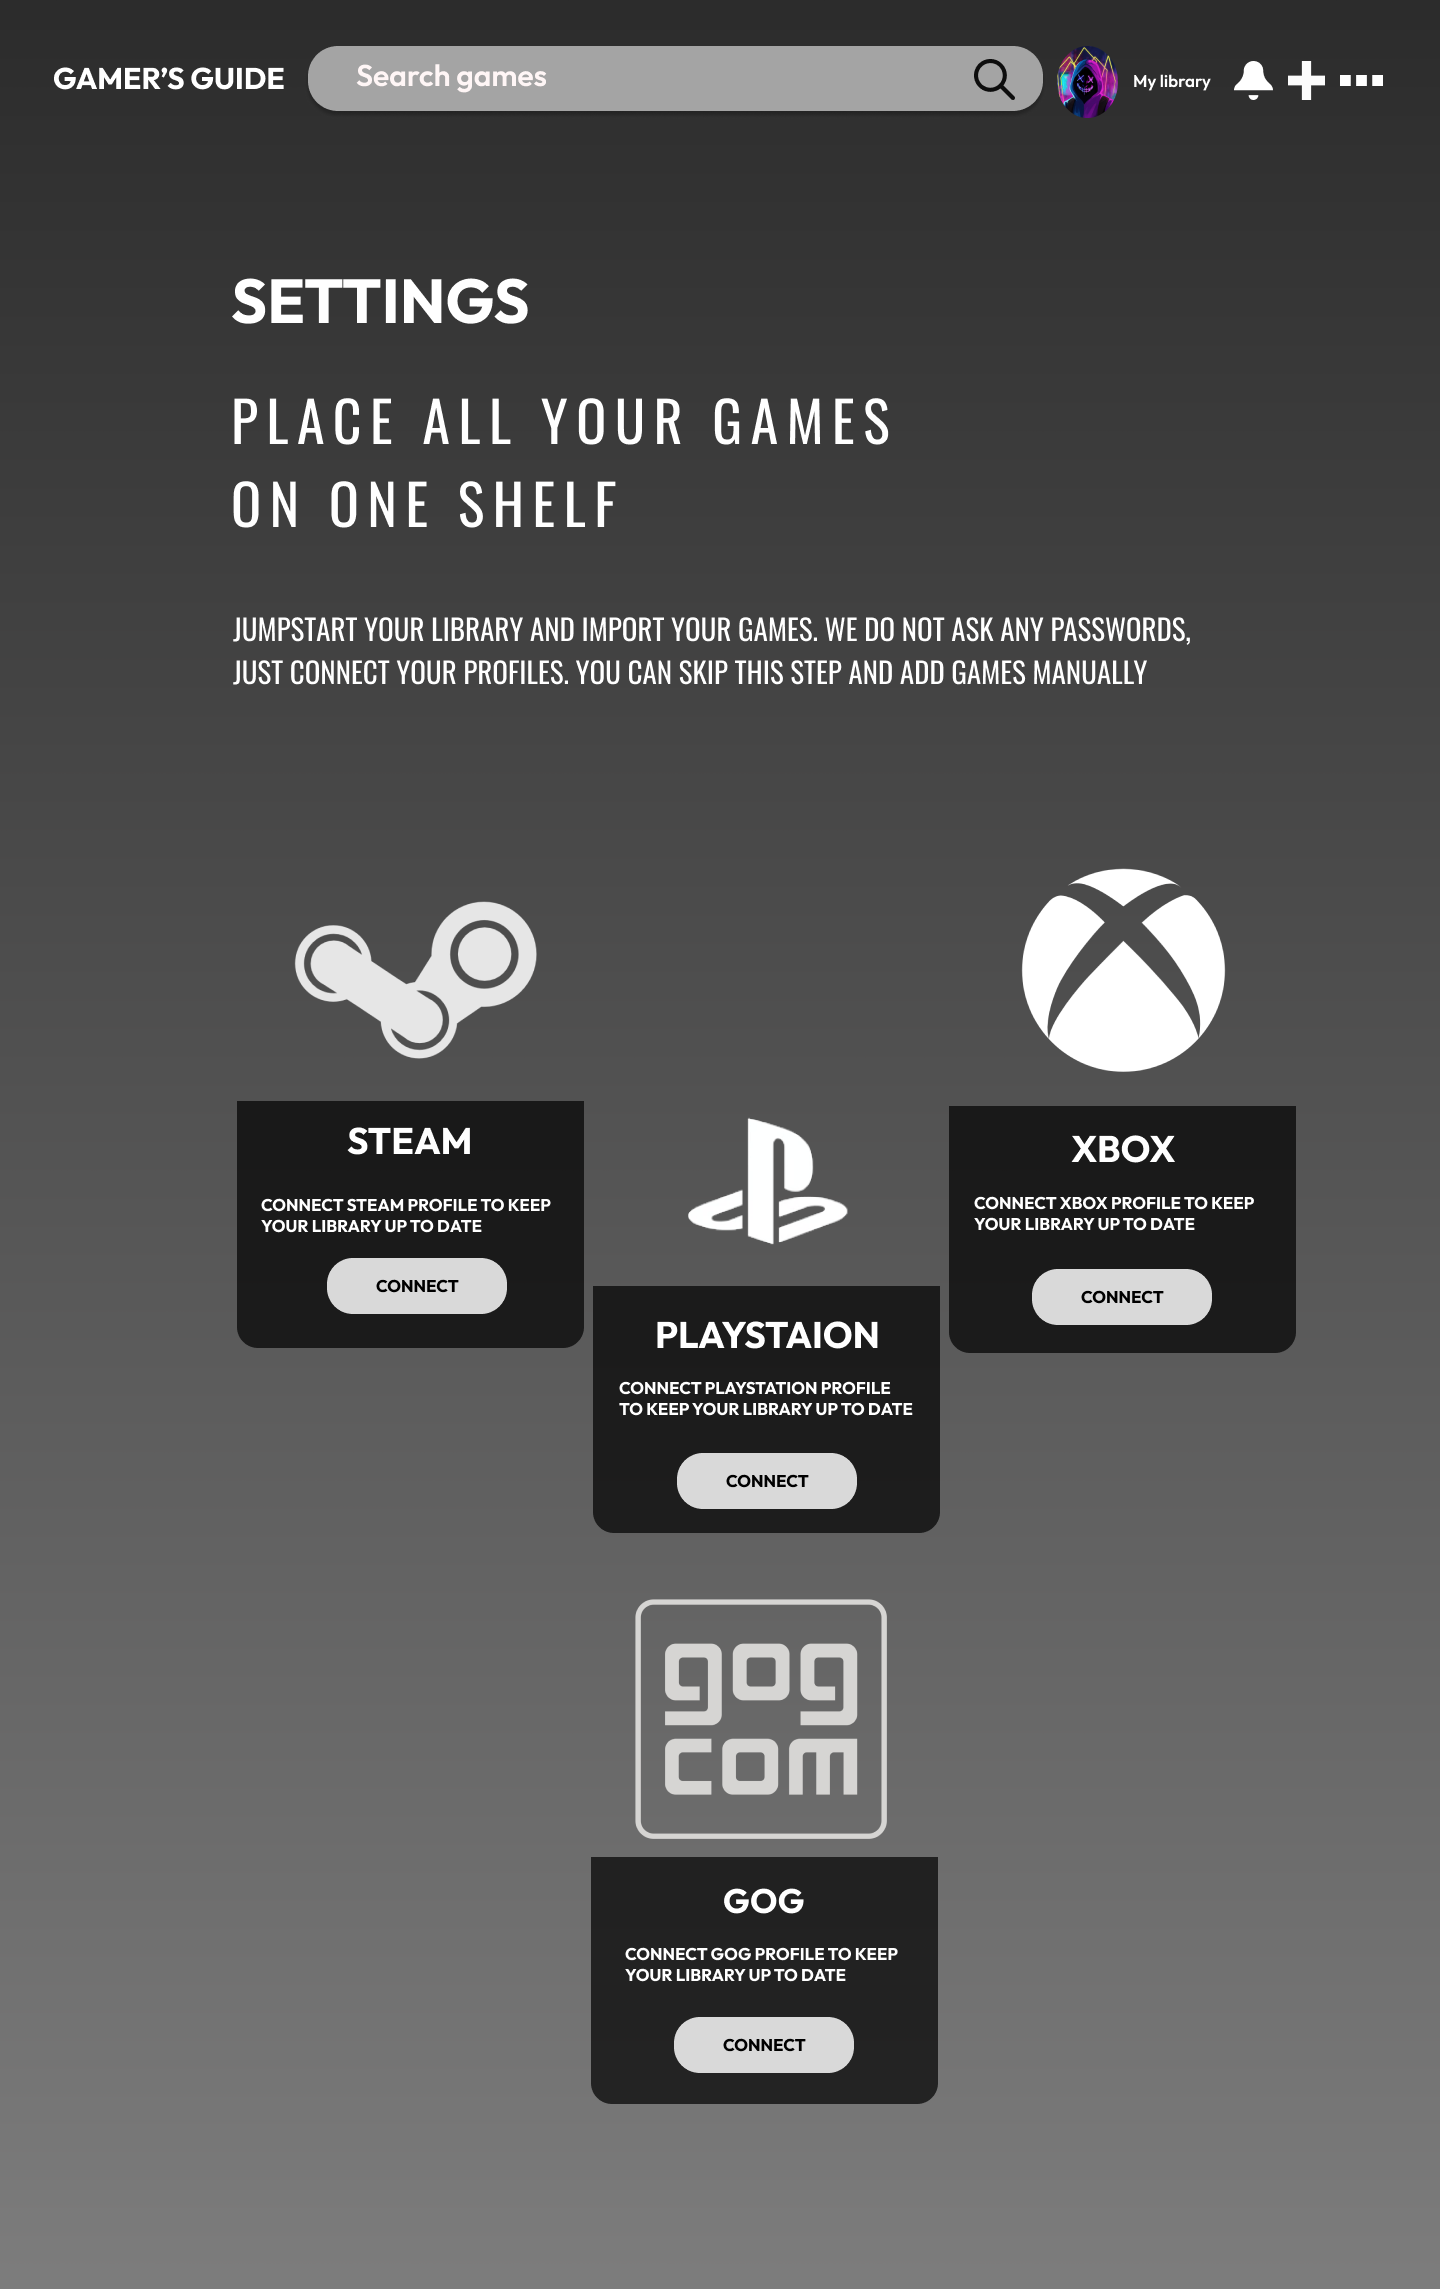 GAMER'S GUIDE
Search games
My library
SETTINGS
PLACE ALL YOUR GAMES
ON ONE SHELF
JUMPSTART YOUR LIBRARY AND IMPORT YOUR GAMES. WE DO NOT ASK ANY PASSWORDS,
JUST CONNECT YOUR PROFILES. YOU CAN SKIP THIS STEP AND ADD GAMES MANUALLY
STEAM
CONNECT STEAM PROFILE TO KEEP
YOUR LIBRARY UP TO DATE
CONNECT
PLAYSTAION
CONNECT PLAYSTATION PROFILE
TO KEEP YOUR LIBRARY UP TO DATE
CONNECT
XBOX
CONNECT XBOX PROFILE TO KEEP
YOUR LIBRARY UP TO DATE
CONNECT
gog
com
GOG
CONNECT GOG PROFILE TO KEEP
YOUR LIBRARY UP TO DATE
CONNECT